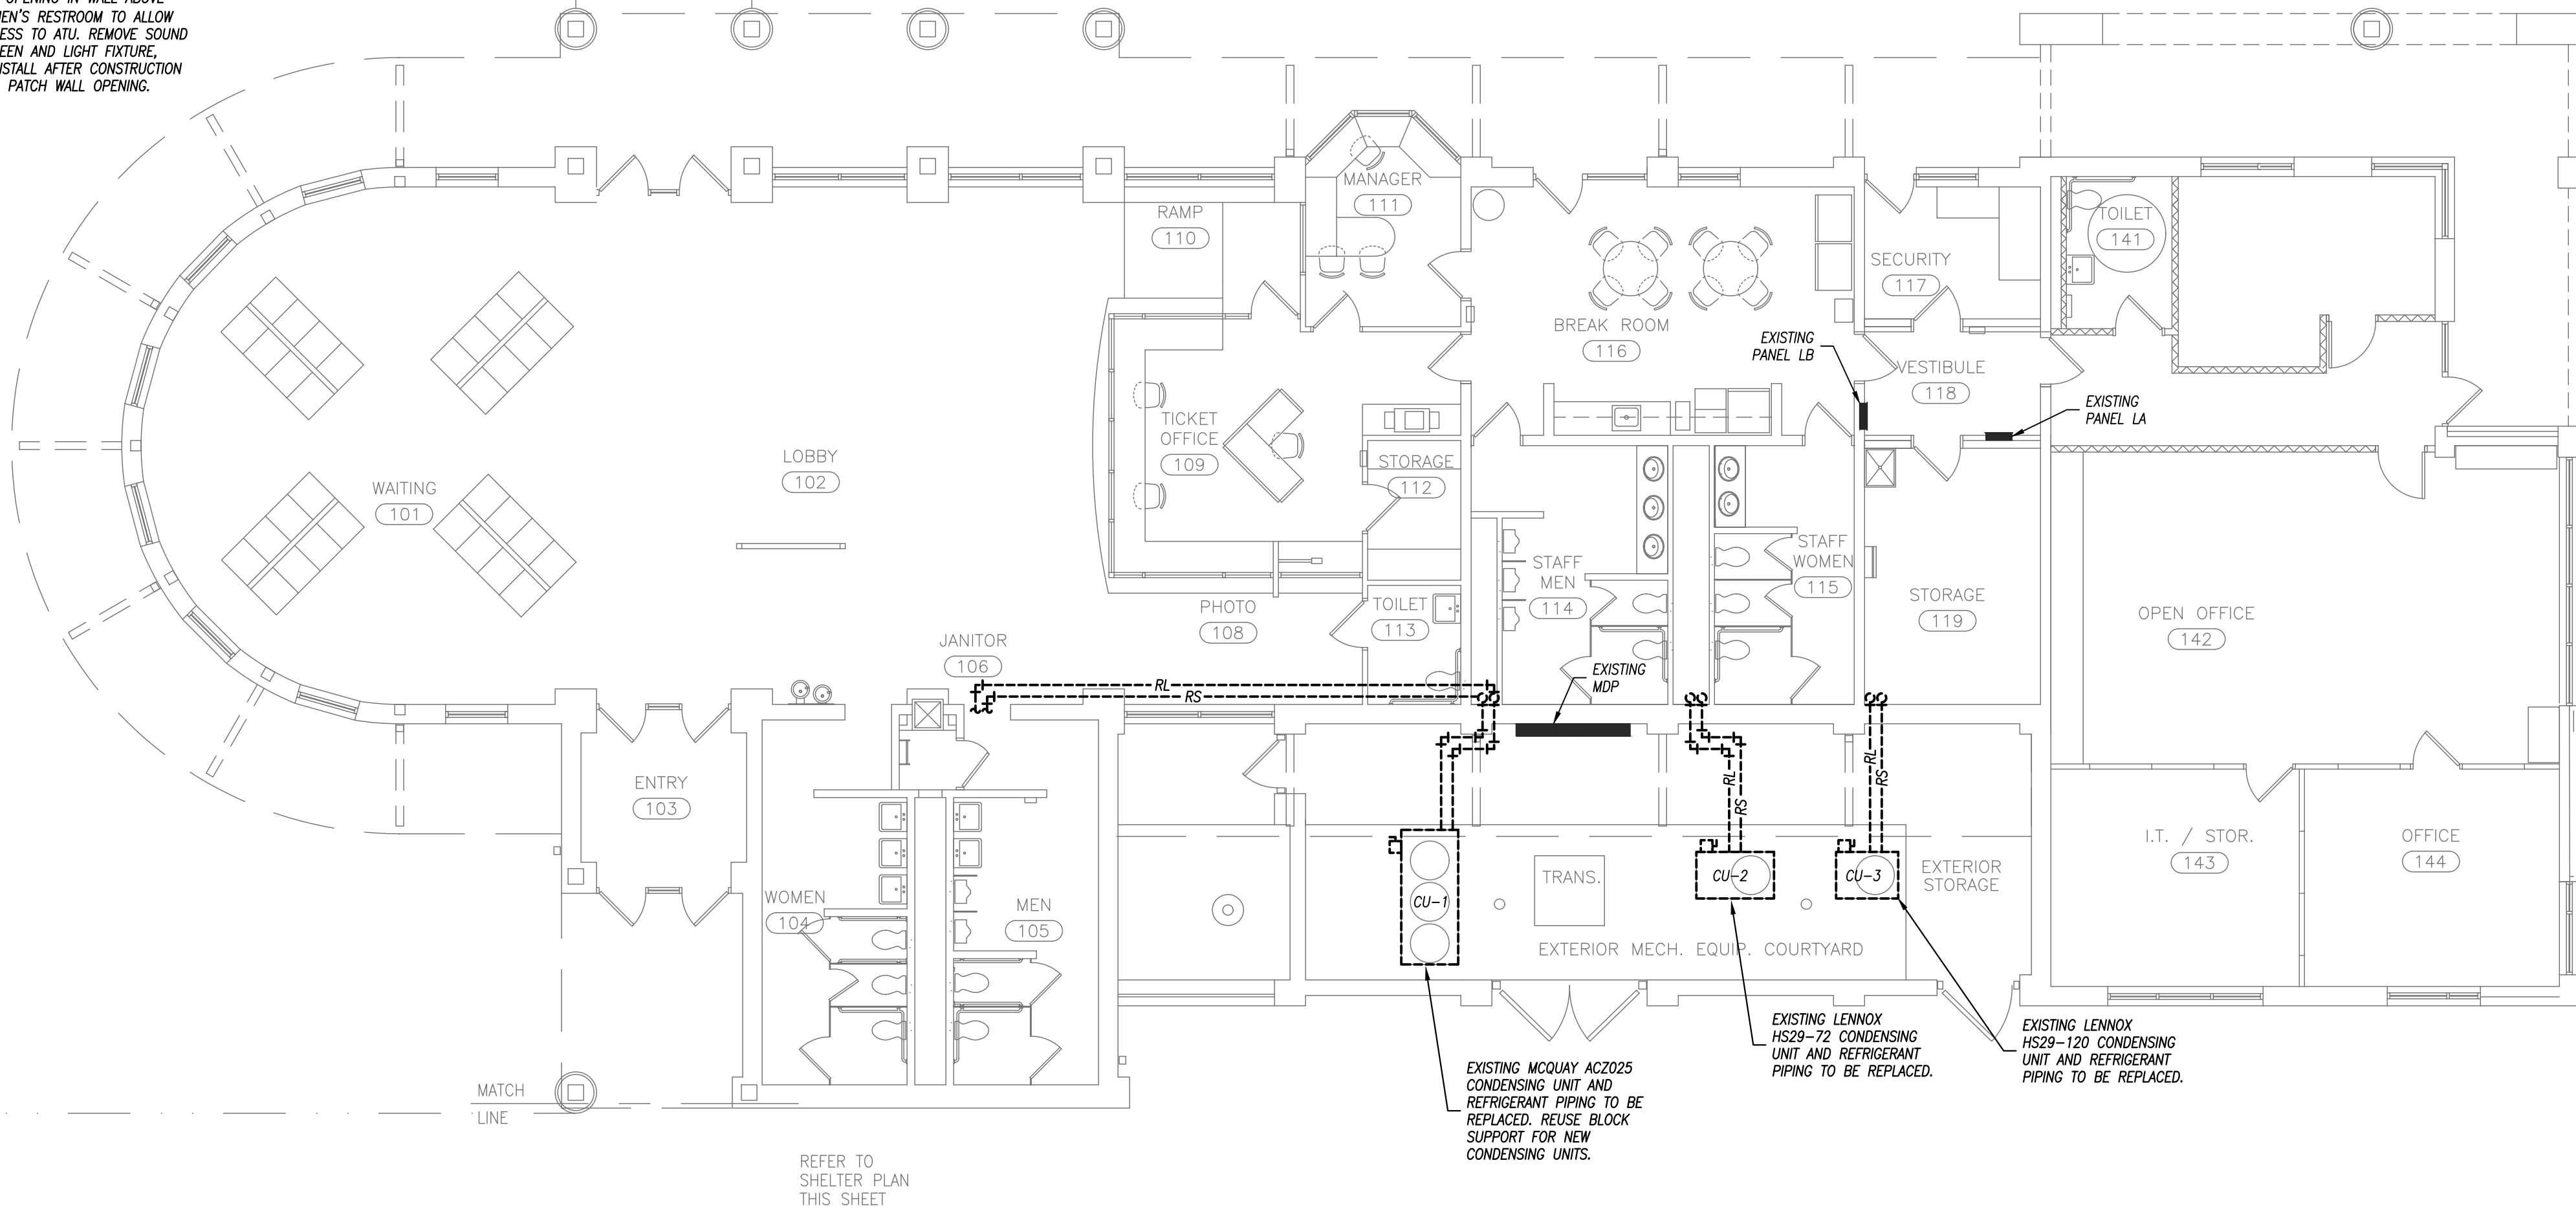 OPENING IN WALL ABOVE
RESTROOM TO ALLOW
TO ATU. REMOVE SOUND
AND LIGHT FIXTURE,
AFTER CONSTRUCTION
PATCH WALL OPENING.
MANAGER
111
RAMP
110
TOILET
141
SECURITY
117
BREAK ROOM
116
EXISTING
PANEL LB
VESTIBULE
118
EXISTING
PANEL LA
TICKET
OFFICE
109
LOBBY
102
WAITING
101
STORAGE
112
STAFF
MEN
114
STAFF
WOMEN
115
STORAGE
119
OPEN OFFICE
142
PHOTO
108
TOILET
113
JANITOR
106
EXISTING
MDP
RL
RS
RL
RS
RL
RS
ENTRY
103
WOMEN
104
MEN
105
CU-1
TRANS.
CU-2
CU-3
EXTERIOR
STORAGE
I.T. / STOR.
143
OFFICE
144
EXTERIOR MECH. EQUIP. COURTYARD
EXISTING MCQUAY ACZ025
CONDENSING UNIT AND
REFRIGERANT PIPING TO BE
REPLACED. REUSE BLOCK
SUPPORT FOR NEW
CONDENSING UNITS.
EXISTING LENNOX
HS29-72 CONDENSING
UNIT AND REFRIGERANT
PIPING TO BE REPLACED.
EXISTING LENNOX
HS29-120 CONDENSING
UNIT AND REFRIGERANT
PIPING TO BE REPLACED.
MATCH
LINE
REFER TO
SHELTER PLAN
THIS SHEET